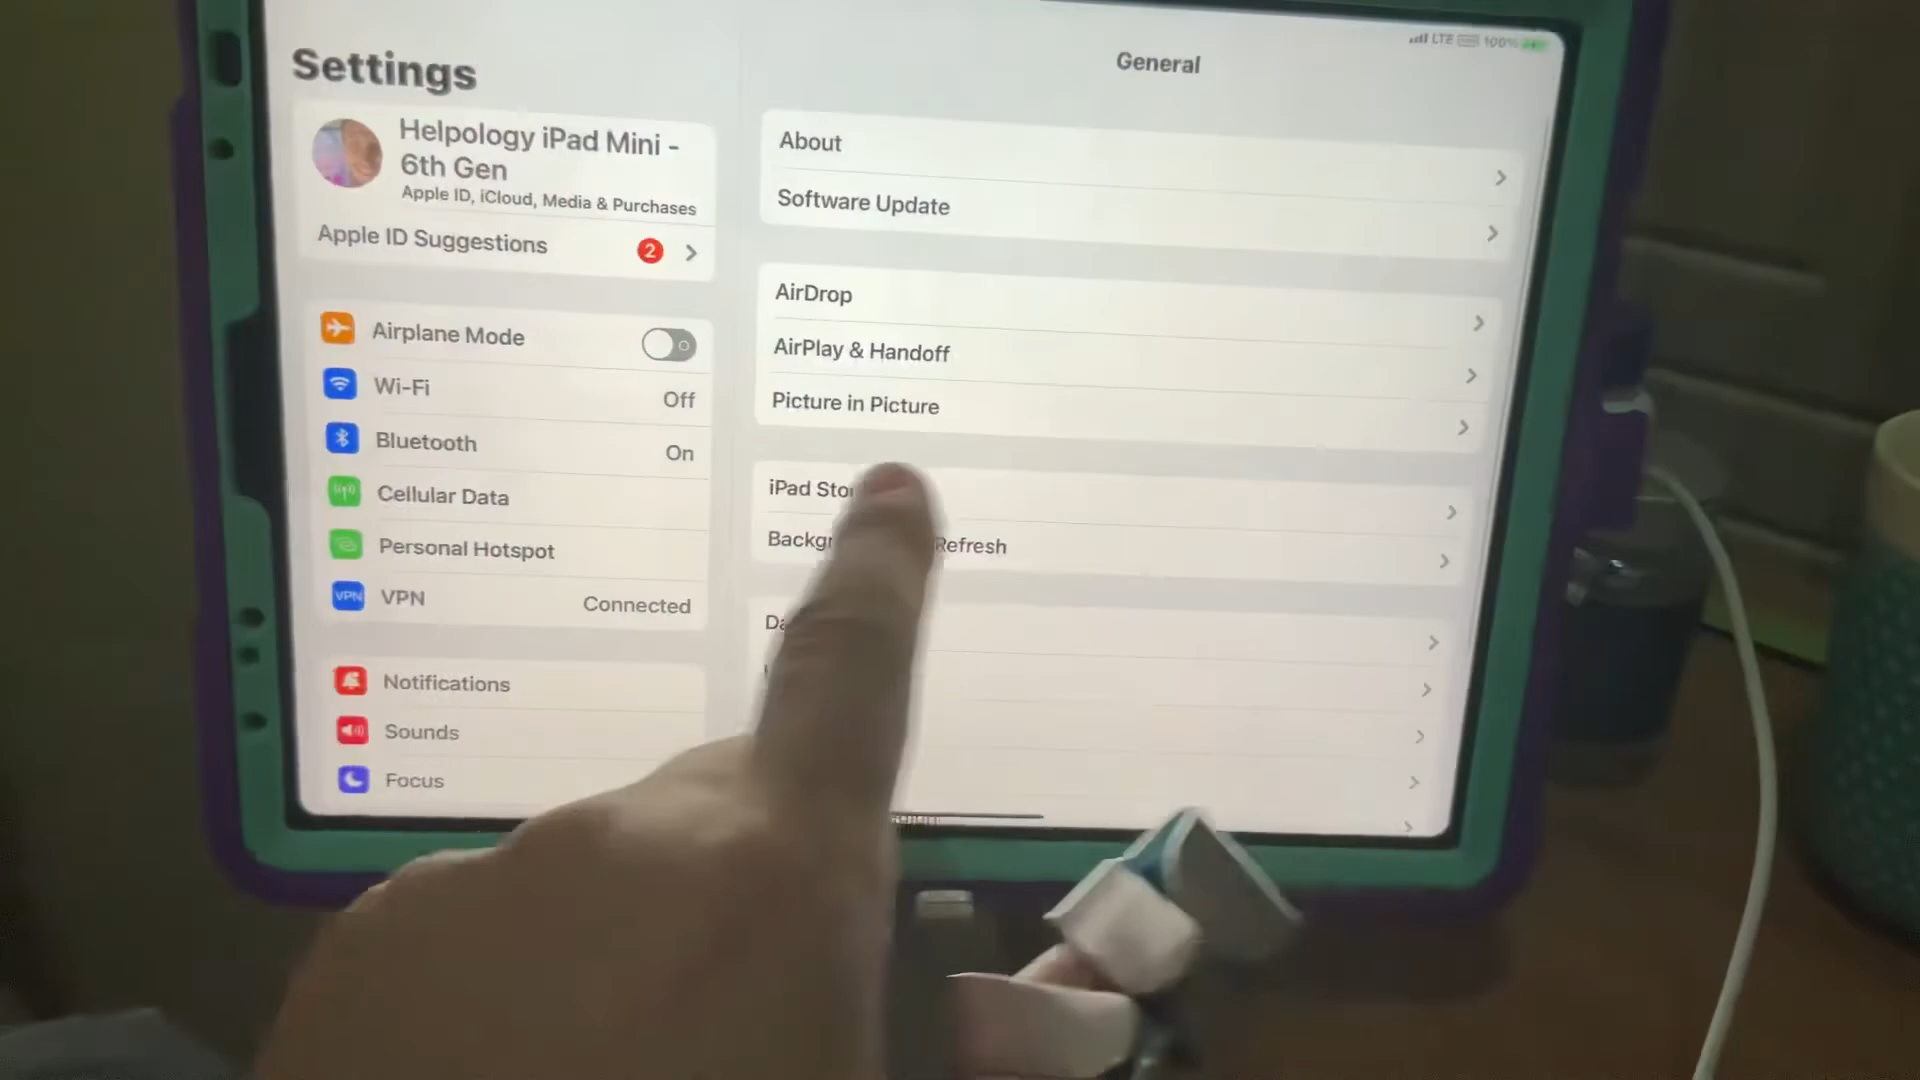 LTE 100%
Settings
General
Helpology iPad Mini -
6th Gen
Apple ID, iCloud, Media & Purchases
Apple ID Suggestions 2
Airplane Mode
Wi-Fi Off
Bluetooth On
Cellular Data
Personal Hotspot
VPN VPN Connected
Notifications
Sounds
Focus
About
Software Update
AirDrop
AirPlay & Handoff
Picture in Picture
iPad
Refresh